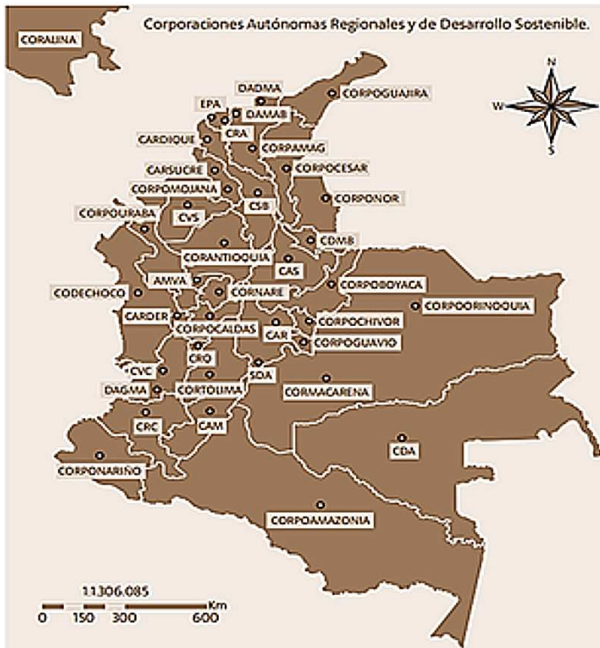 Corporaciones Autónomas Regionales y de Desarrollo Sostenible.
CORALINA
N
W
S
DADMA
CORPOGUAJIRA
EPA
DAMAB
CRA
CARDIQUE
CORPAMAG
CARSUCRE
CORPOCESAR
CORPOMOJANA
CSB
CORPONOR
CORPOURABA
CVS
CDMB
CORANTIOQUIA
CAS
AMVA
CORPOBOYACA
CODECHOCO
CORNARE
CORPOORINOQUIA
CARDER
CORPOCALDAS
CAR
CORPOCHIVOR
CORPOGUAVIO
CRQ
CVC
SDA
DAGMA
CORTOLIMA
CORMACARENA
CRC
CAM
CDA
CORPONARIÑO
CORPOAMAZONIA
1:1.306.085
Km
0 150 300 600